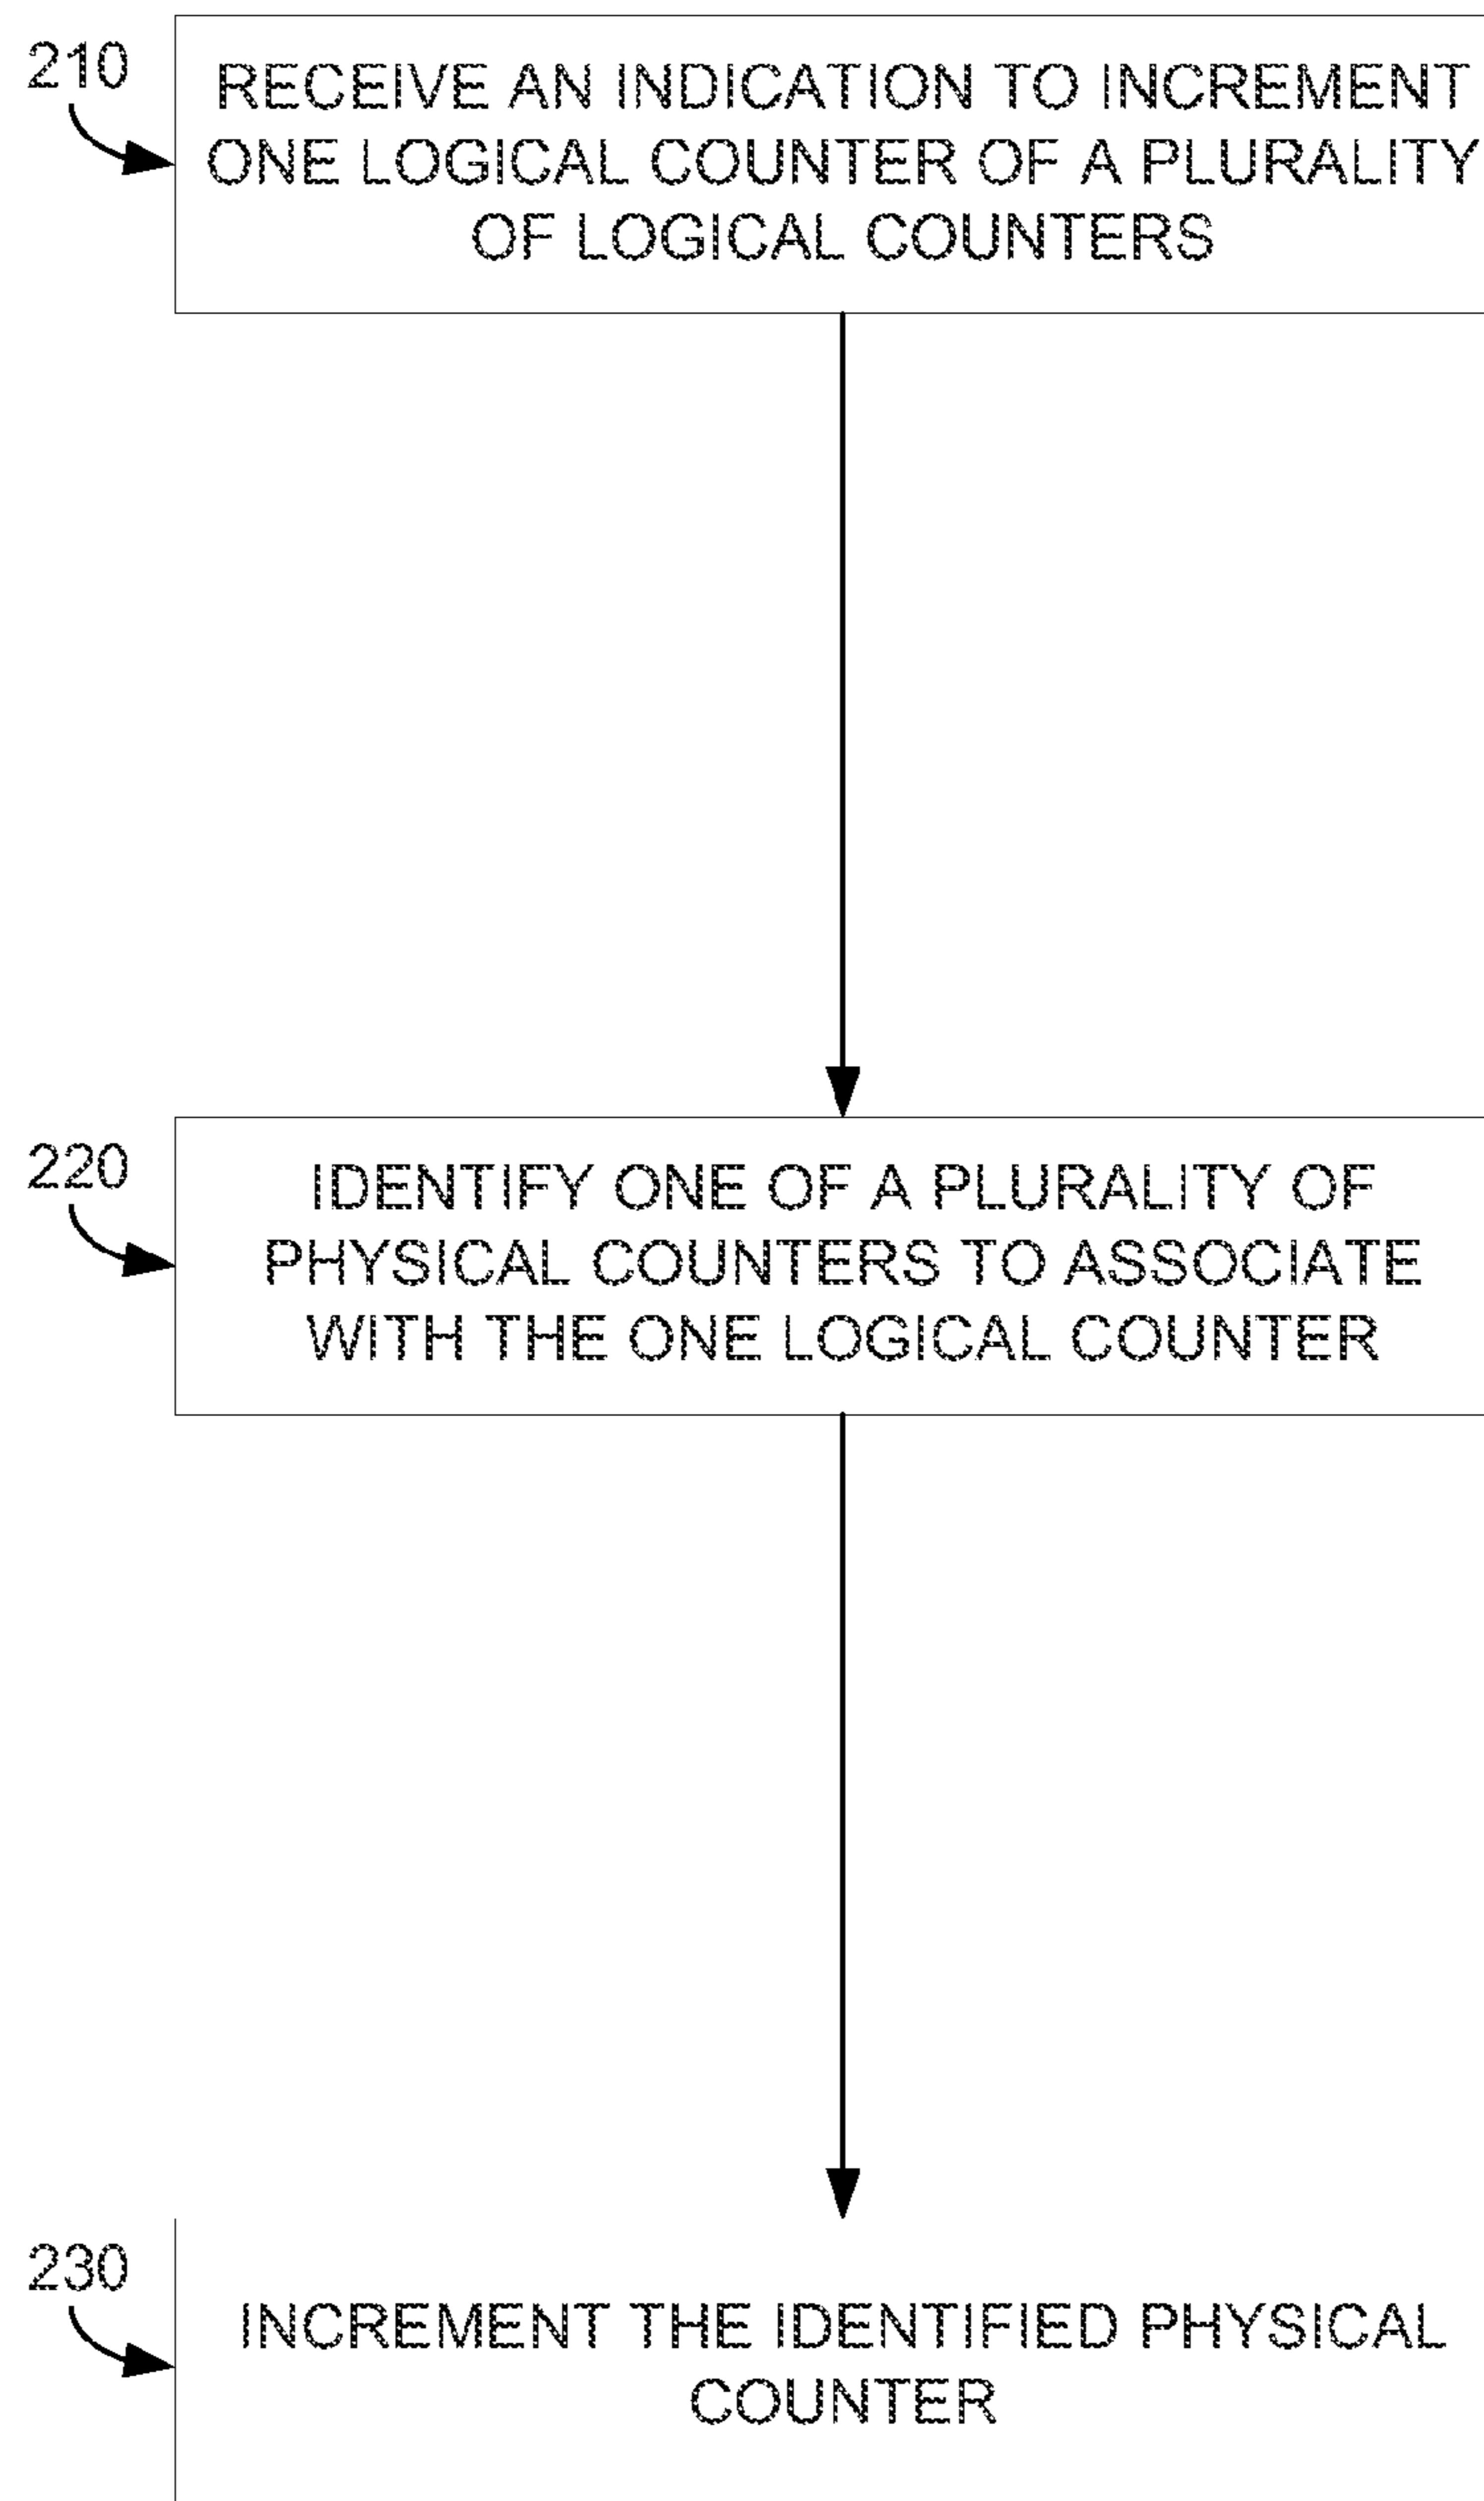 210
RECEIVE AN INDICATION TO INCREMENT
ONE LOGICAL COUNTER OF A PLURALITY
OF LOGICAL COUNTERS
220
IDENTIFY ONE OF A PLURALITY OF
PHYSICAL COUNTERS TO ASSOCIATE
WITH THE ONE LOGICAL COUNTER
230
INCREMENT THE IDENTIFIED PHYSICAL
COUNTER